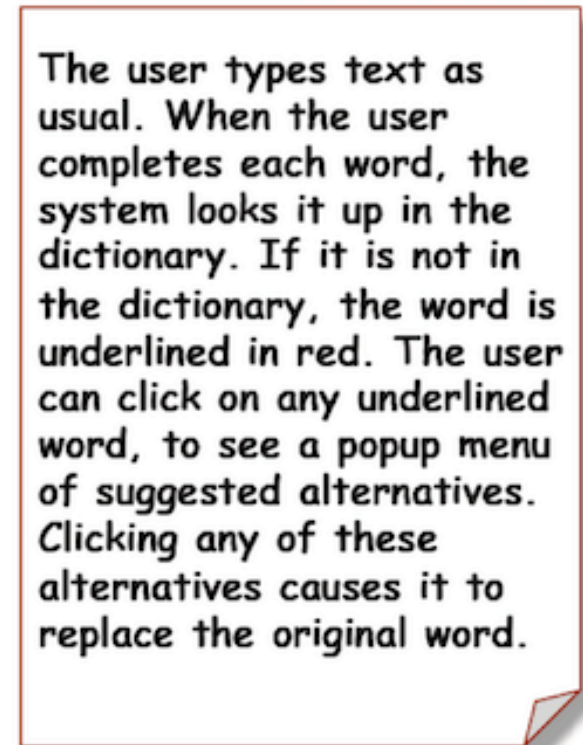 The user types text as
usual. When the user
completes each word, the
system looks it up in the
dictionary. If it is not in
the dictionary, the word is
underlined in red. The user
can click on any underlined
word, to see a popup menu
of suggested alternatives.
Clicking any of these
alternatives causes it to
replace the original word.